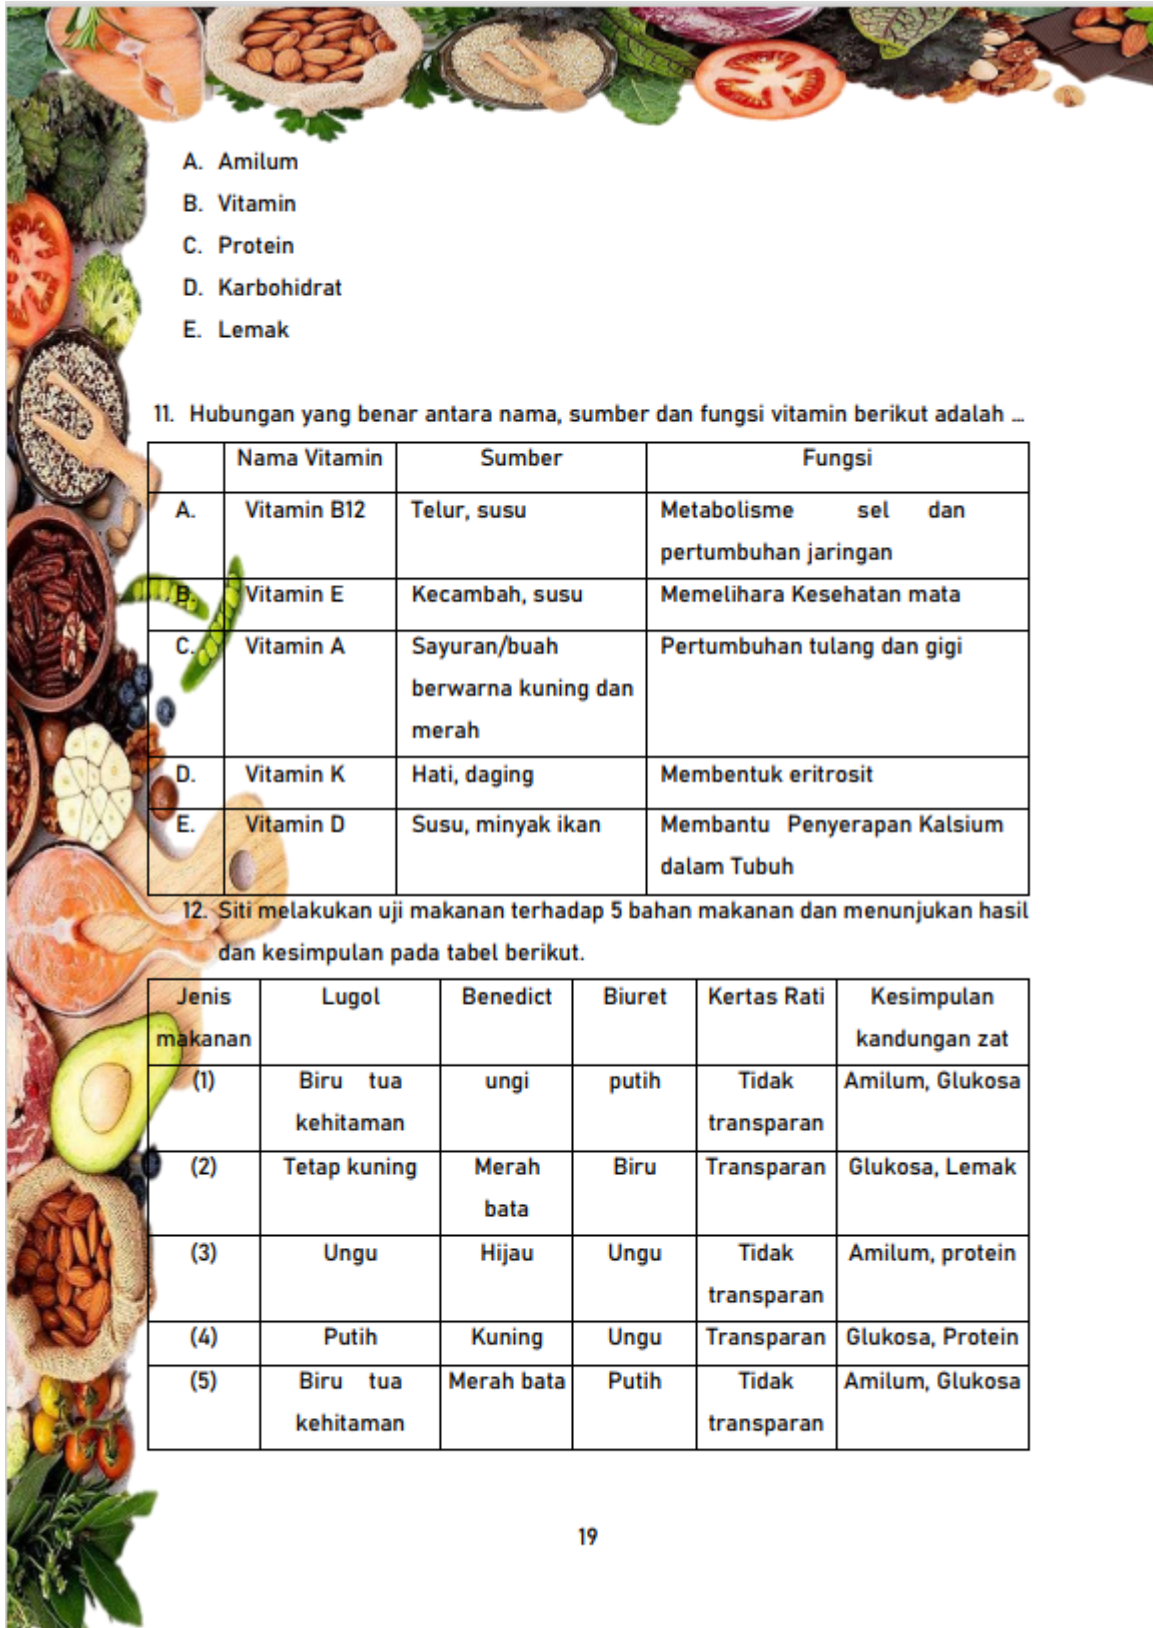 A. Amilum
B. Vitamin
C. Protein
D. Karbohidrat
E. Lemak
11. Hubungan yang benar antara nama, sumber dan fungsi vitamin berikut adalah ...
Nama Vitamin Sumber Fungsi
A. Vitamin B12 Telur, susu Metabolisme sel dan
pertumbuhan jaringan
B. Vitamin E Kecambah, susu Memelihara Kesehatan mata
C. Vitamin A Sayuran/buah Pertumbuhan tulang dan gigi
berwarna kuning dan
merah
D. Vitamin K Hati, daging Membentuk eritrosit
E. Vitamin D Susu, minyak ikan Membantu Penyerapan Kalsium
dalam Tubuh
12. Siti melakukan uji makanan terhadap 5 bahan makanan dan menunjukan hasil
dan kesimpulan pada tabel berikut.
Jenis Lugol Benedict Biuret Kertas Rati Kesimpulan
makanan kandungan zat
(1) Biru tua ungi putih Tidak Amilum, Glukosa
kehitaman transparan
(2) Tetap kuning Merah Biru Transparan Glukosa, Lemak
bata
(3) Ungu Hijau Ungu Tidak Amilum, protein
transparan
(4) Putih Kuning Ungu Transparan Glukosa, Protein
(5) Biru tua Merah bata Putih Tidak Amilum, Glukosa
kehitaman transparan
19